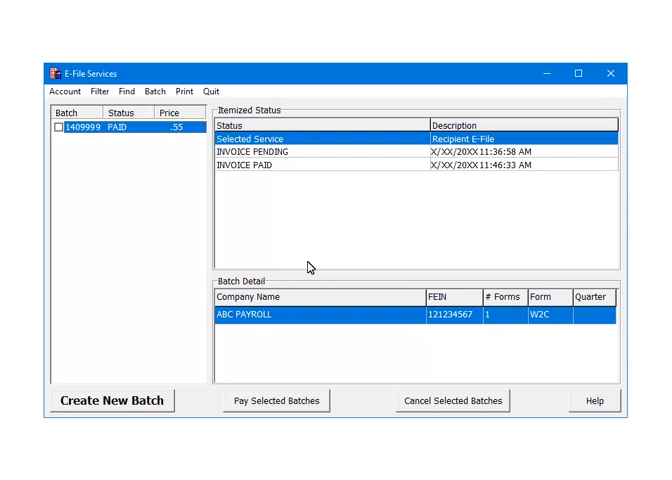 E-File Services
Account Filter Find Batch Print Quit
Batch Status Price
1409999 PAID .55
Itemized Status
Status Description
Selected Service Recipient E-File
INVOICE PENDING X/XX/20XX 11:36:58 AM
INVOICE PAID X/XX/20XX 11:46:33 AM
Batch Detail
Company Name FEIN # Forms Form Quarter
ABC PAYROLL 121234567 1 W2C
Create New Batch Pay Selected Batches Cancel Selected Batches Help